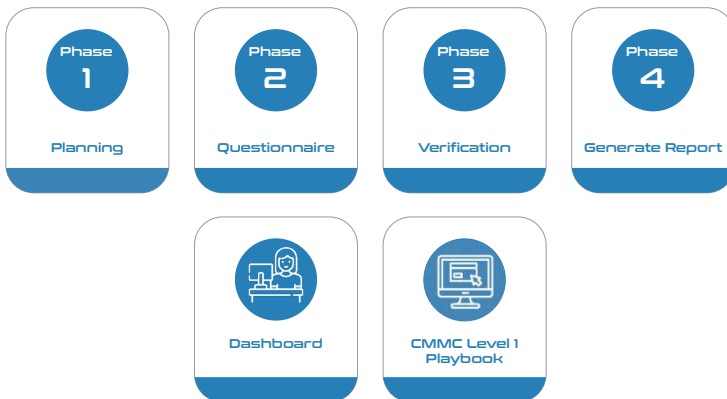 Phase
1
Planning
Phase
2
Questionnaire
Phase
3
Verification
Phase
4
Generate Report
Dashboard
CMMC Level 1
Playbook